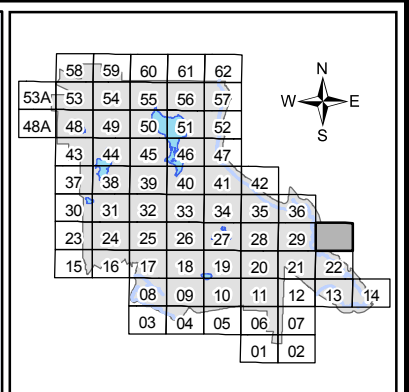 58 59 60 61 62
N
53A 53 54 55 56 57
W E
48A 48 49 50 51 52
S
43 44 45 46 47
37 38 39 40 41 42
30 31 32 33 34 35 36
23 24 25 26 27 28 29
15 16 17 18 19 20 21 22
08 09 10 11 12 13 14
03 04 05 06 07
01 02